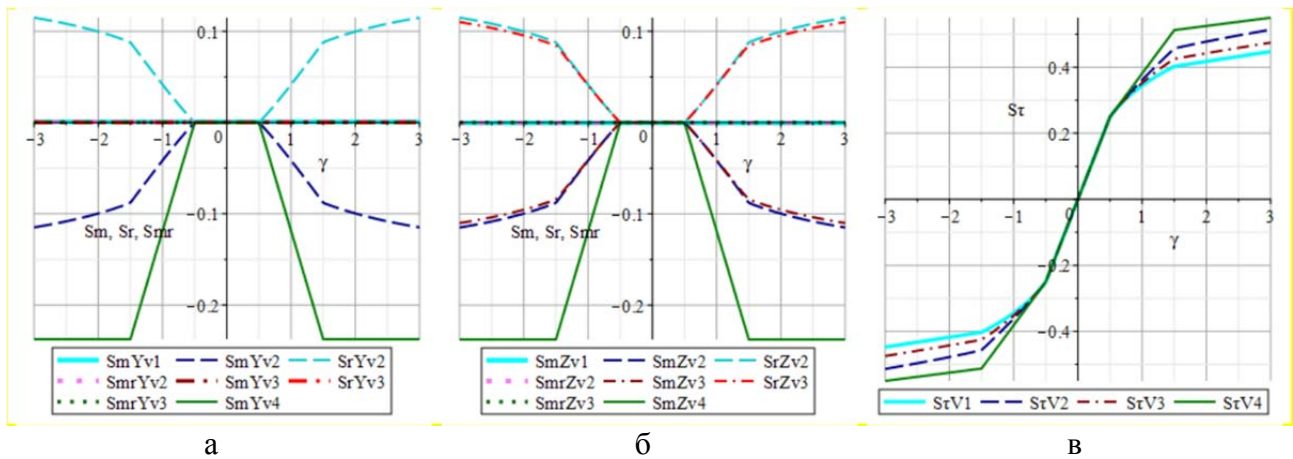 0.1
−3 −2 −1 0 1 2 3
γ
−0.1
Sm, Sr, Smr
−0.2
SmYv1 SmYv2 SrYv2
SmrYv2 SmYv3 SrYv3
SmrYv3 SmYv4
а
0.1
−3 −2 −1 0 1 2 3
γ
−0.1
Sm, Sr, Smr
−0.2
SmZv1 SmZv2 SrZv2
SmrZv2 SmZv3 SrZv3
SmrZv3 SmZv4
б
0.4
Sτ
0.2
−3 −2 −1 0 1 2 3
γ
−0.2
−0.4
SτV1 SτV2 SτV3 SτV4
в